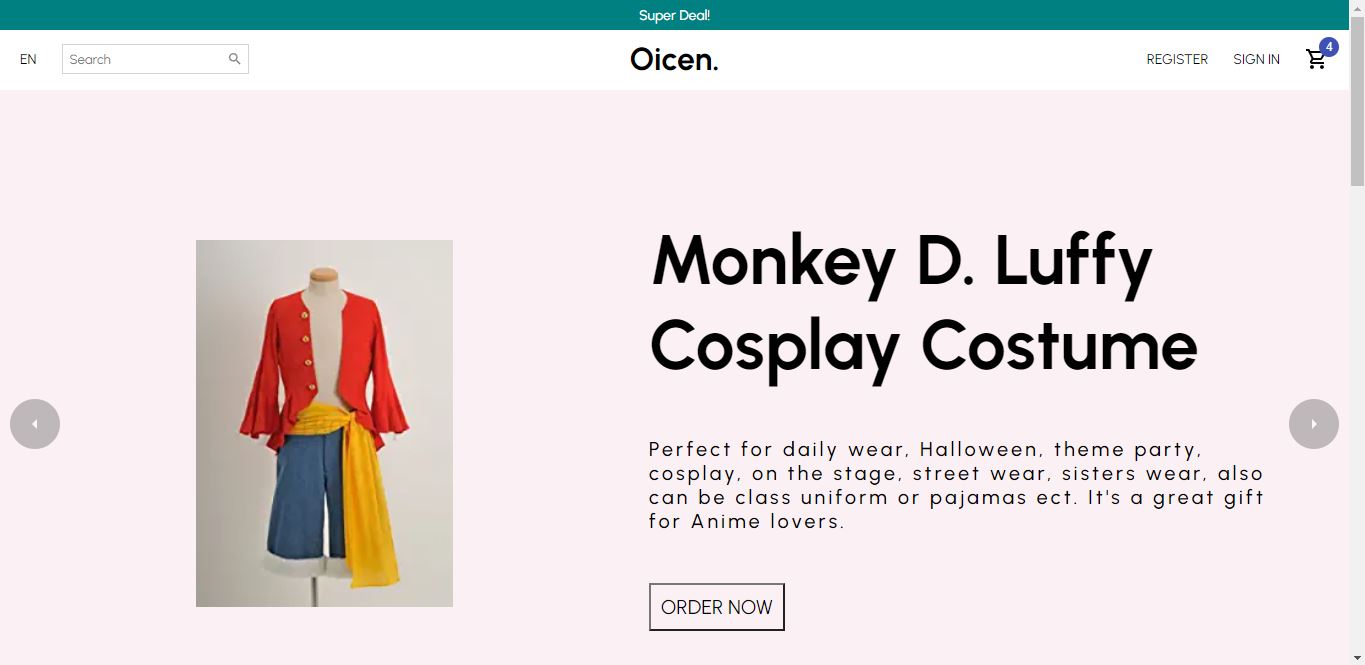 Super Deal!
EN
Search
Oicen.
REGISTER
SIGN IN
4
Monkey D. Luffy
Cosplay Costume
Perfect for daily wear, Halloween, theme party,
cosplay, on the stage, street wear, sisters wear, also
can be class uniform or pajamas ect. It's a great gift
for Anime lovers.
ORDER NOW